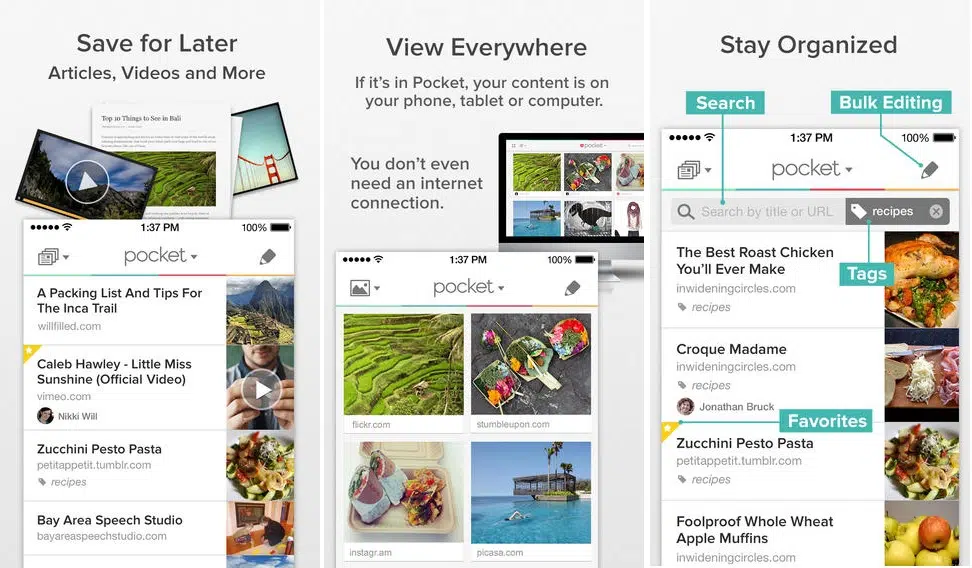 Save for Later
Articles, Videos and More
Top 10 Things to See in Bali
1:37 PM
100%
pocket
A Packing List And Tips For
The Inca Trail
willfilled.com
Caleb Hawley - Little Miss
Sunshine (Official Video)
vimeo.com
Nikki Will
Zucchini Pesto Pasta
petitappetit.tumblr.com
recipes
Bay Area Speech Studio
bayareaspeechstudio.com
View Everywhere
If it's in Pocket, your content is on
your phone, tablet or computer.
You don't even
need an internet
connection.
pocket
1:37 PM
100%
pocket
flickr.com
stumbleupon.com
instagr.am
picasa.com
Stay Organized
Search
Bulk Editing
1:37 PM
100%
pocket
Search by title or URL
recipes
Tags
The Best Roast Chicken
You'll Ever Make
inwideningcircles.com
recipes
Croque Madame
inwideningcircles.com
recipes
Jonathan Bruck
Favorites
Zucchini Pesto Pasta
petitappetit.tumblr.com
recipes
Foolproof Whole Wheat
Apple Muffins
inwideningcircles.com